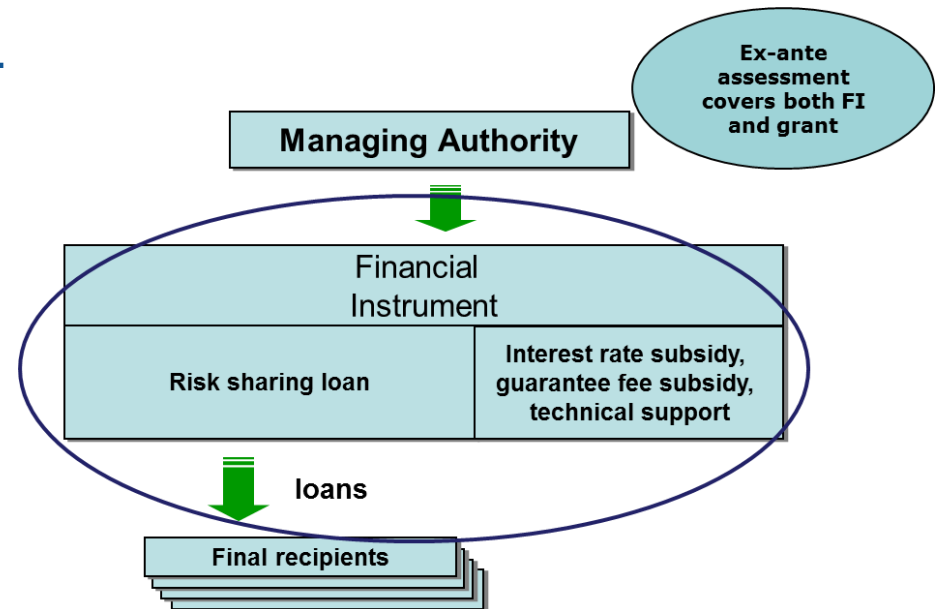 Ex-ante
assessment
covers both FI
and grant
Managing Authority
Financial
Instrument
Risk sharing loan
Interest rate subsidy,
guarantee fee subsidy,
technical support
loans
Final recipients